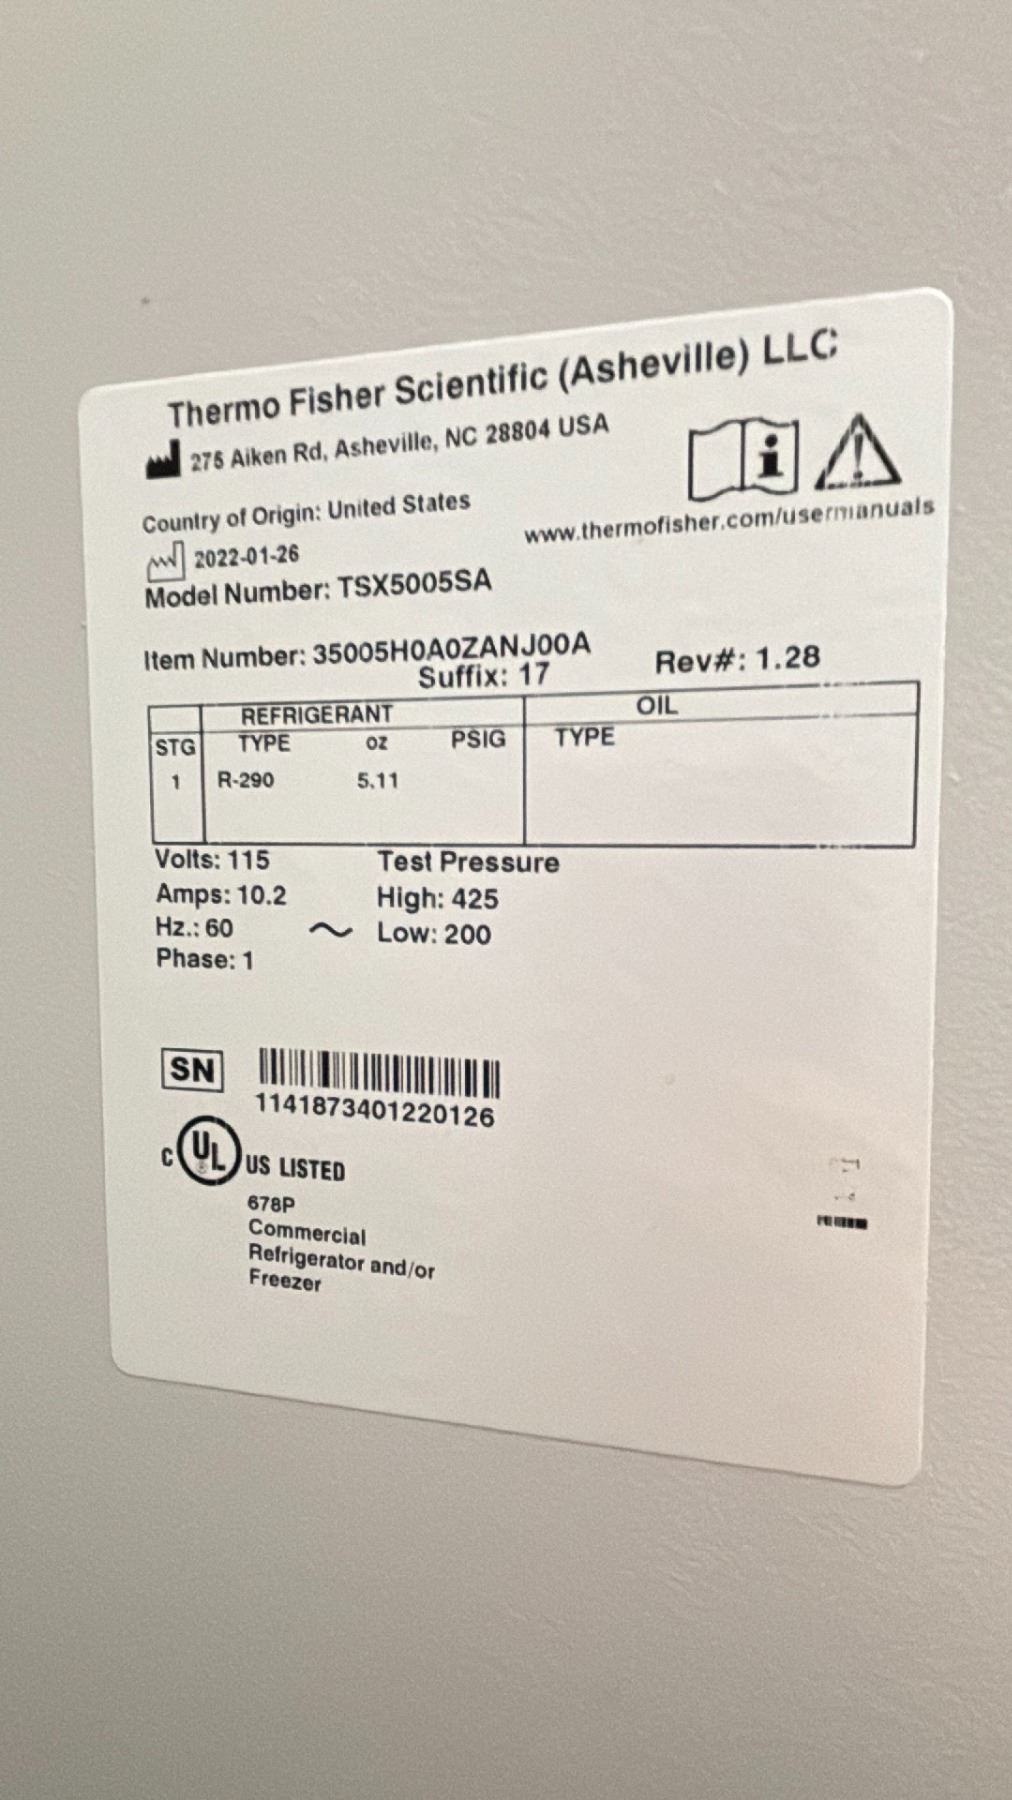 Thermo Fisher Scientific (Asheville) LLC
275 Aiken Rd, Asheville, NC 28804 USA
Country of Origin: United States
www.thermofisher.com/usermanuals
2022-01-26
Model Number: TSX5005SA
Item Number: 35005H0A0ZANJ00A
Suffix: 17
Rev#: 1.28
REFRIGERANT OIL
STG TYPE oz PSIG TYPE
1 R-290 5.11
Volts: 115 Test Pressure
Amps: 10.2 High: 425
Hz.: 60 ~ Low: 200
Phase: 1
SN
1141873401220126
C UL ® US LISTED
678P
Commercial
Refrigerator and/or
Freezer